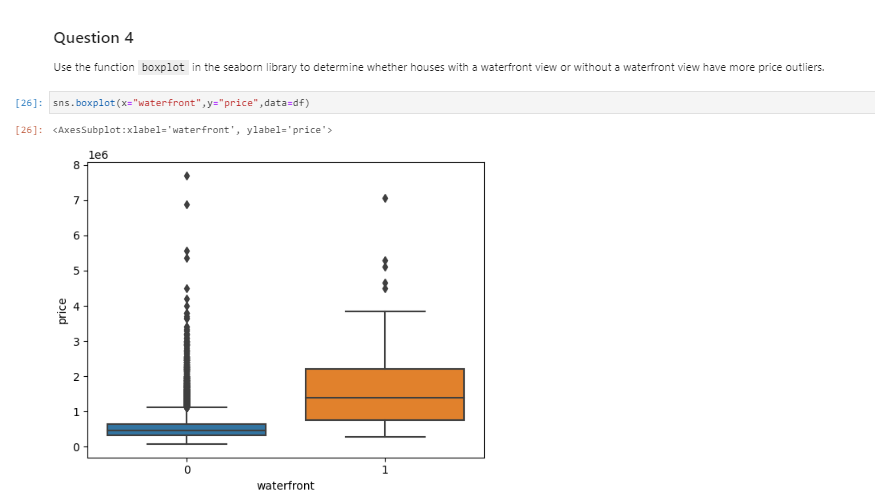 Question 4
Use the function boxplot in the seaborn library to determine whether houses with a waterfront view or without a waterfront view have more price outliers.
[26]: sns.boxplot(x="waterfront",y="price",data=df)
[26]: <AxesSubplot:xlabel='waterfront', ylabel='price'>
1e6
8
7
6
5
4
3
2
1
0
price
0 1
waterfront